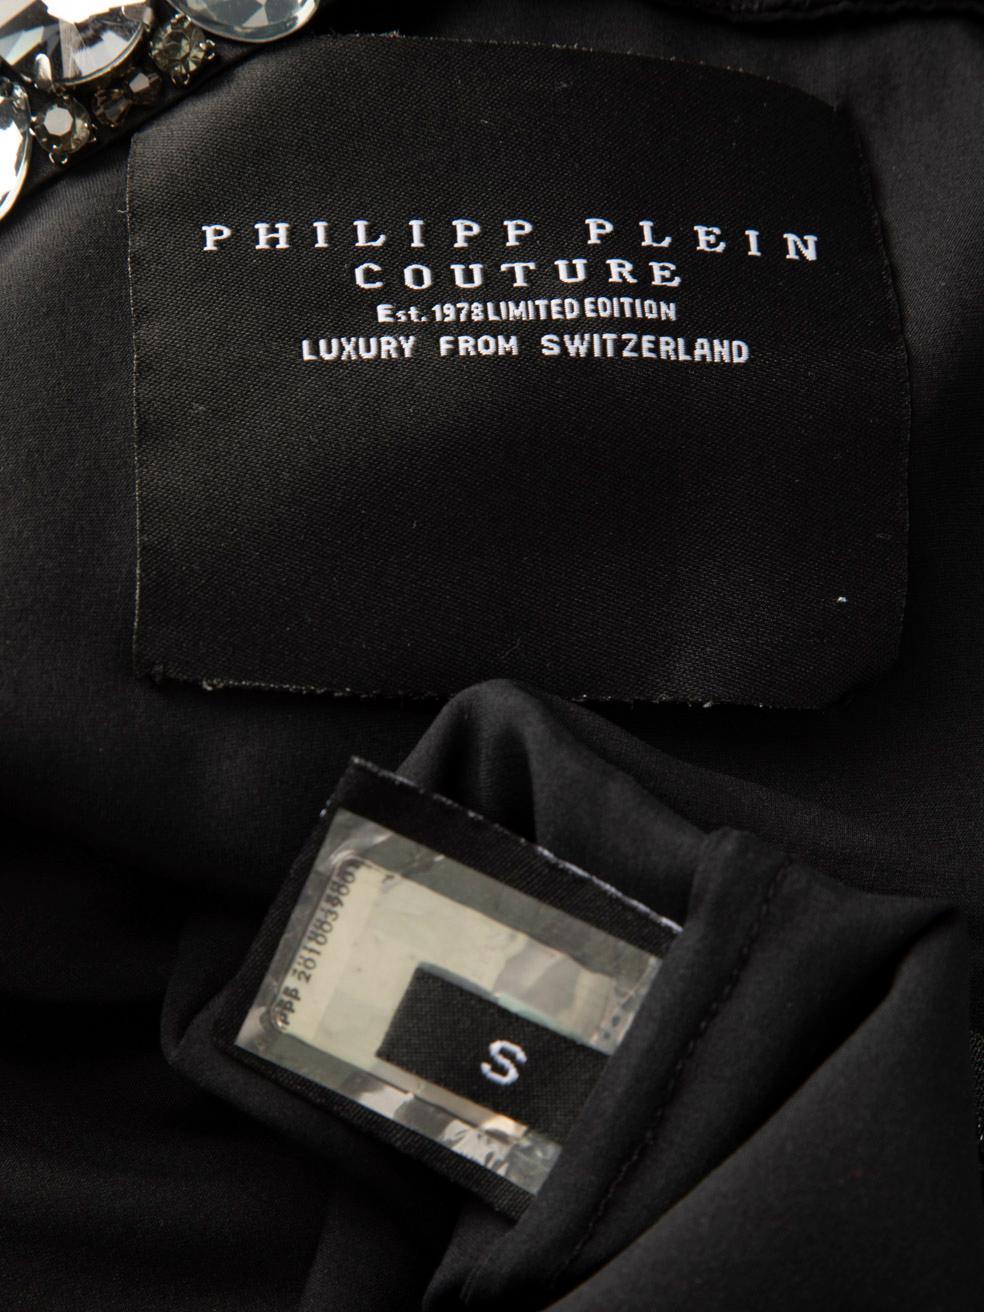 PHILIPP PLEIN
COUTURE
Est. 1978 LIMITED EDITION
LUXURY FROM SWITZERLAND
S